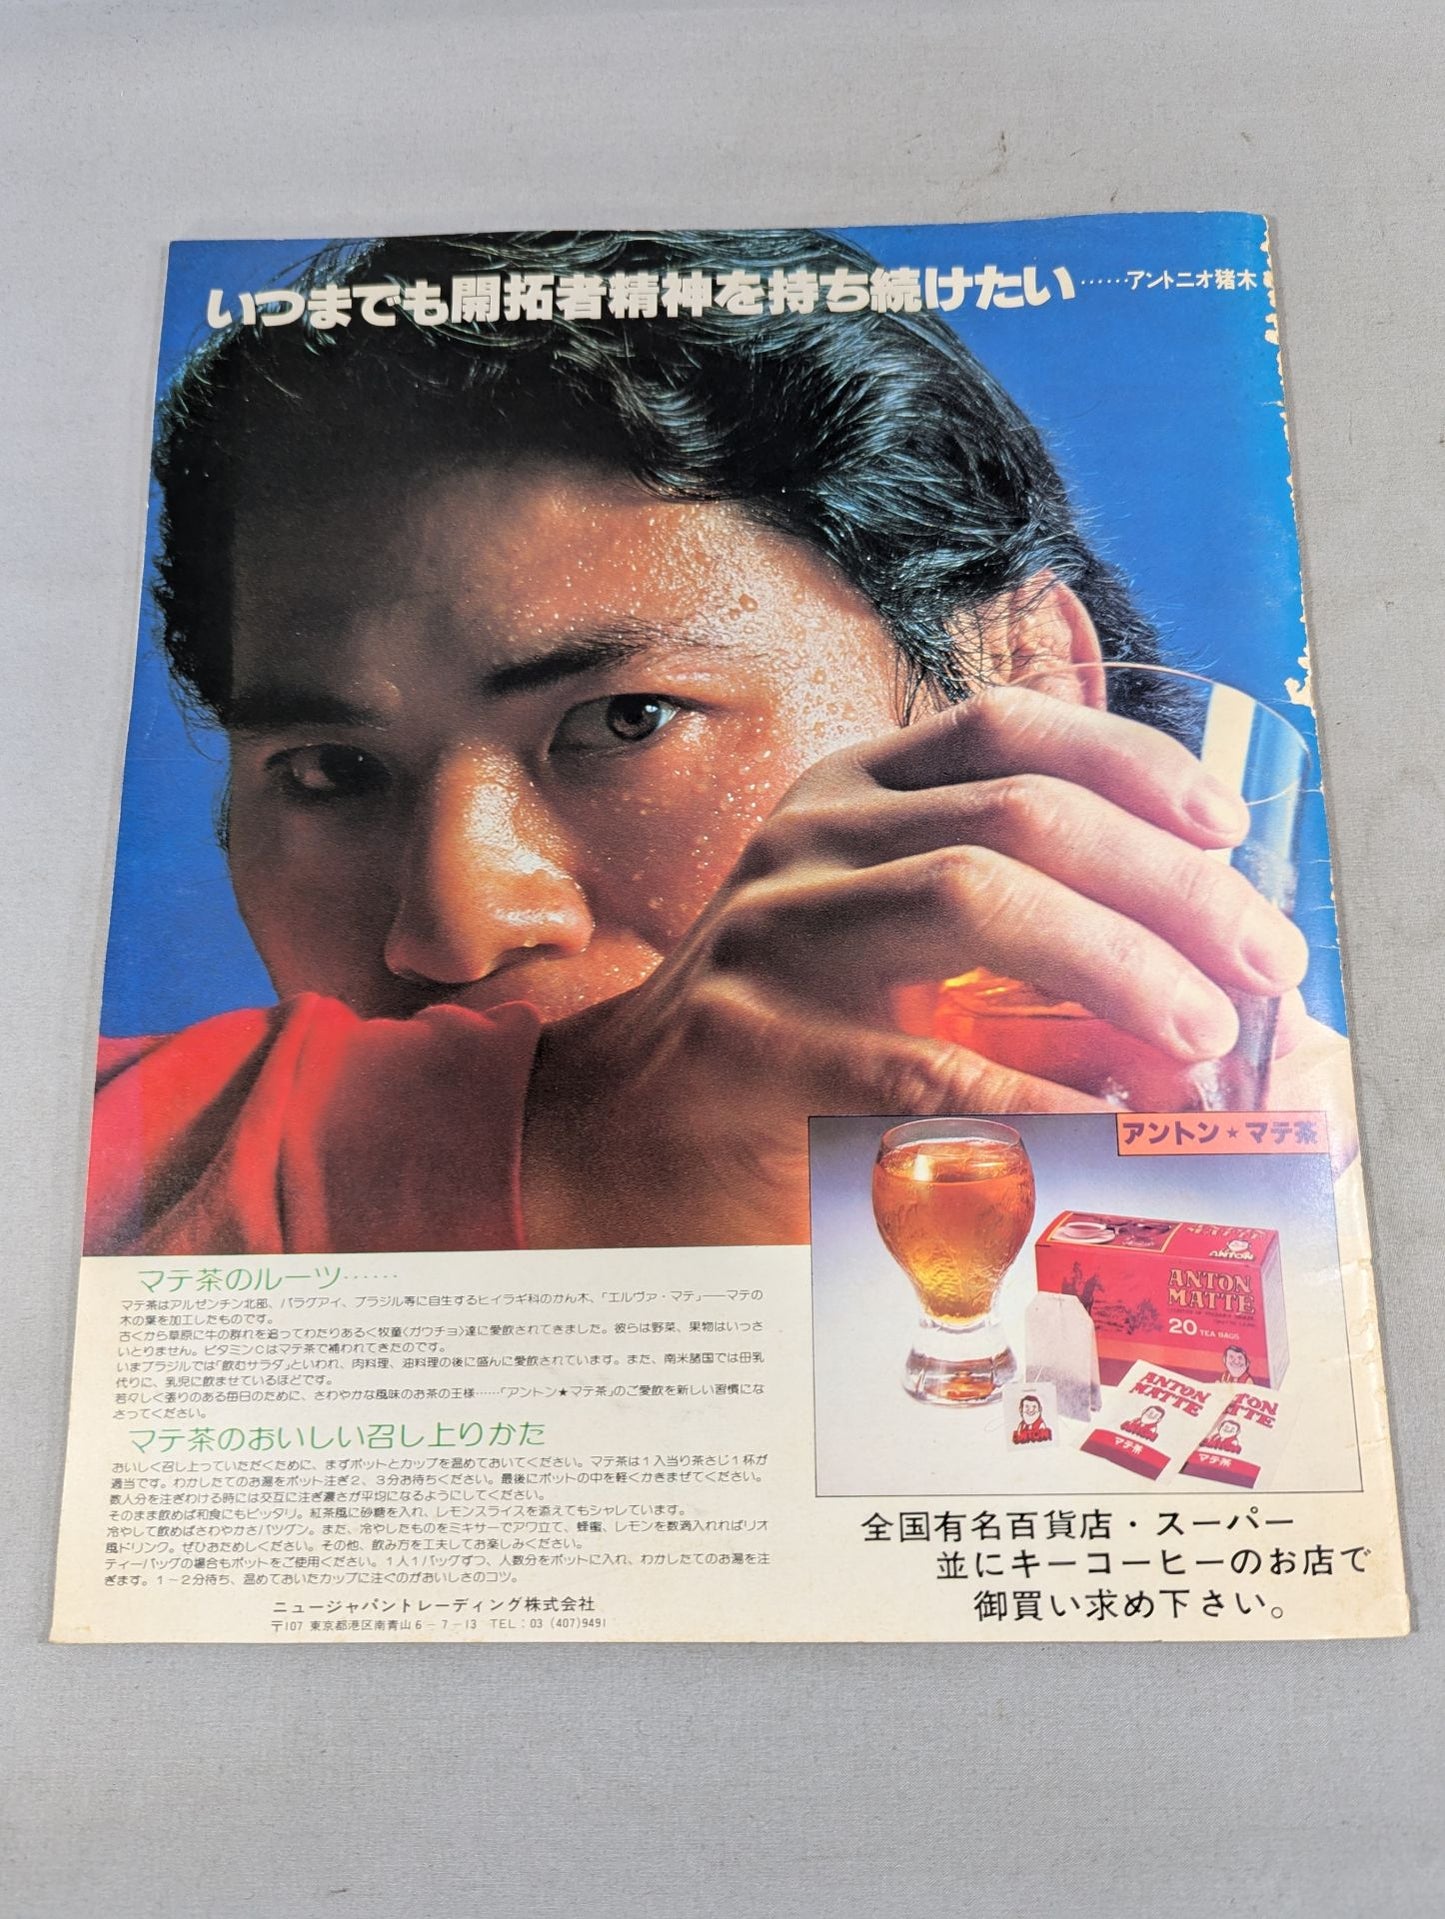 いつまでも開拓者精神を持ち続けたい……アントニオ猪木
アントン★マテ茶
ANTON
ANTON
MATTE
20 TEA BAGS
ANTON
MATTE
マテ茶
TON
TTE
マテ茶
ANTON
マテ茶のルーツ……
マテ茶はアルゼンチン北部、パラグアイ、ブラジル等に自生するヒイラギ科のかん木、「エルヴァ・マテ」——マテの
木の葉を加工したものです。
古くから草原に牛の群れを追ってわたりあるく牧童〈ガウチョ〉達に愛飲されてきました。彼らは野菜、果物はいっさ
いとりません。ビタミンCはマテ茶で補われてきたのです。
いまブラジルでは「飲むサラダ」といわれ、肉料理、油料理の後に盛んに愛飲されています。また、南米諸国では母乳
代りに、乳児に飲ませているほどです。
若々しく張りのある毎日のために、さわやかな風味のお茶の王様……「アントン★マテ茶」のご愛飲を新しい習慣にな
さってください。
マテ茶のおいしい召し上りかた
おいしく召し上っていただくために、まずポットとカップを温めておいてください。マテ茶は1人当り茶さじ1杯が
適当です。わかしたてのお湯をポット注ぎ2、3分お待ちください。最後にポットの中を軽くかきまぜてください。
数人分を注ぎわける時には交互に注ぎ濃さが平均になるようにしてください。
そのまま飲めば和食にもピッタリ。紅茶風に砂糖を入れ、レモンスライスを添えてもシャレています。
冷やして飲めばさわやかさバツグン。また、冷やしたものをミキサーでアワ立て、蜂蜜、レモンを数滴入れればリオ
風ドリンク。ぜひおためしください。その他、飲み方を工夫してお楽しみください。
ティーバッグの場合もポットをご使用ください。1人1バッグずつ、人数分をポットに入れ、わかしたてのお湯を注
ぎます。1〜2分待ち、温めておいたカップに注ぐのがおいしさのコツ。
ニュージャパントレーディング株式会社
〒107 東京都港区南青山6-7-13 TEL:03 (407)9491
全国有名百貨店・スーパー
並にキーコーヒーのお店で
御買い求め下さい。